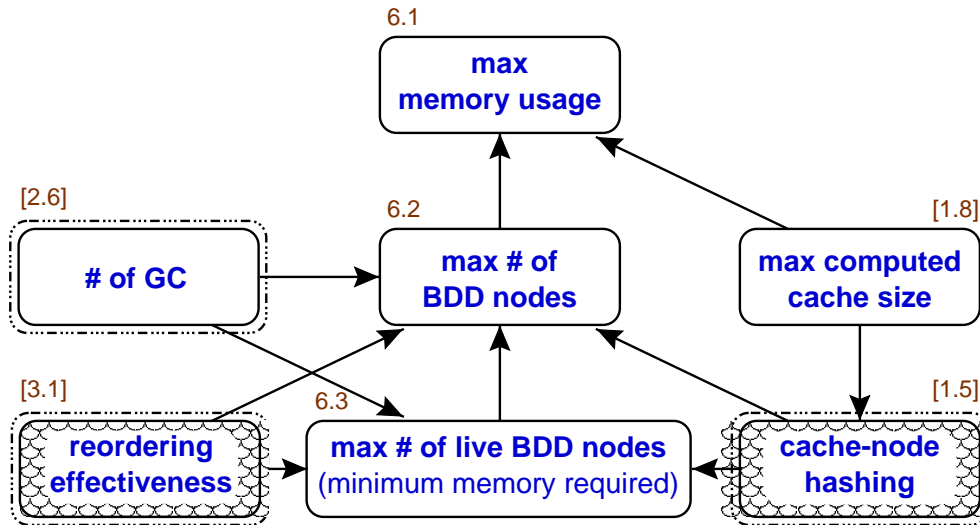 6.1
max
memory usage
[2.6]
# of GC
6.2
max # of
BDD nodes
[1.8]
max computed
cache size
[3.1]
reordering
effectiveness
6.3
max # of live BDD nodes
(minimum memory required)
[1.5]
cache-node
hashing